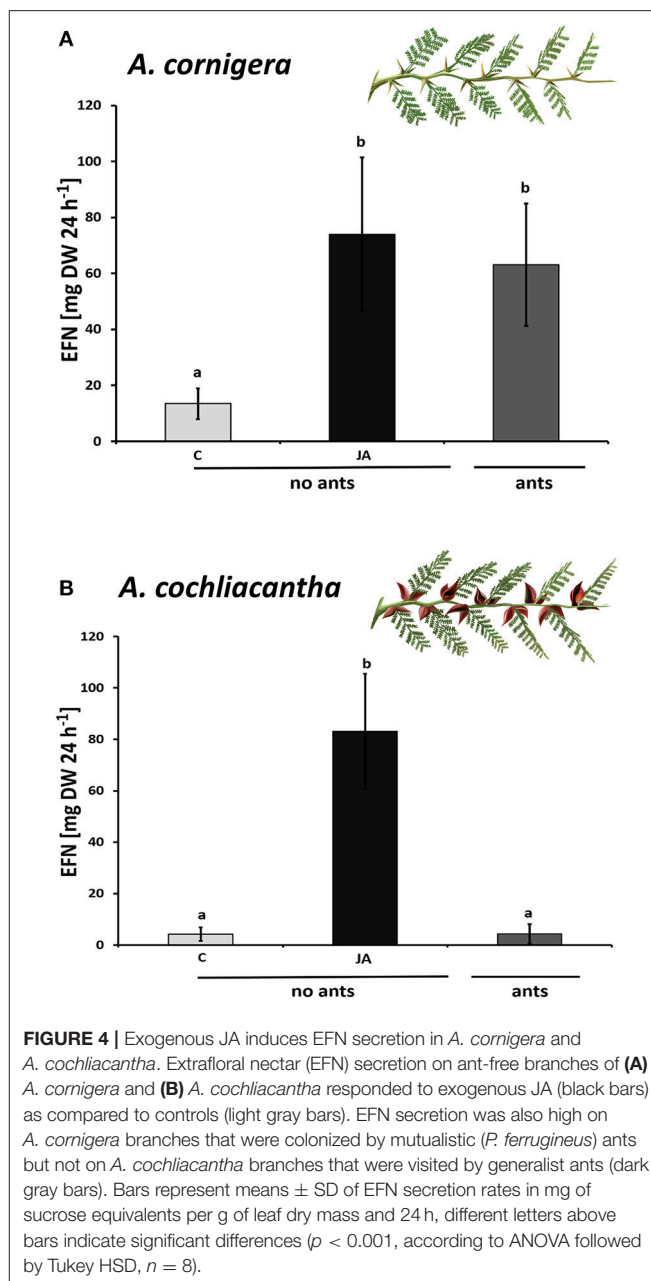 A
A. cornigera
120
100
80
60
40
20
0
EFN [mg DW 24 h⁻¹]
a
b
b
C
JA
no ants
ants
B
A. cochliacantha
120
100
80
60
40
20
0
EFN [mg DW 24 h⁻¹]
a
b
a
C
JA
no ants
ants
FIGURE 4 | Exogenous JA induces EFN secretion in A. cornigera and
A. cochliacantha. Extrafloral nectar (EFN) secretion on ant-free branches of (A)
A. cornigera and (B) A. cochliacantha responded to exogenous JA (black bars)
as compared to controls (light gray bars). EFN secretion was also high on
A. cornigera branches that were colonized by mutualistic (P. ferrugineus) ants
but not on A. cochliacantha branches that were visited by generalist ants (dark
gray bars). Bars represent means ± SD of EFN secretion rates in mg of
sucrose equivalents per g of leaf dry mass and 24 h, different letters above
bars indicate significant differences (p < 0.001, according to ANOVA followed
by Tukey HSD, n = 8).